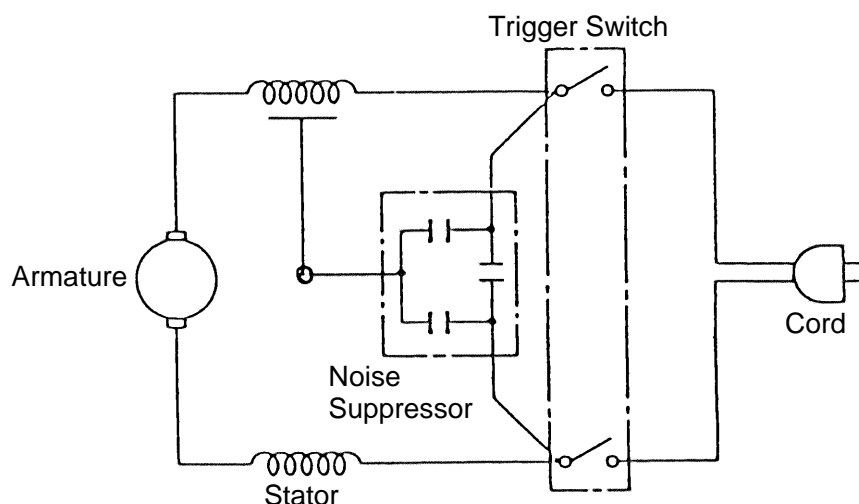 Trigger Switch
Armature
Cord
Noise
Suppressor
Stator